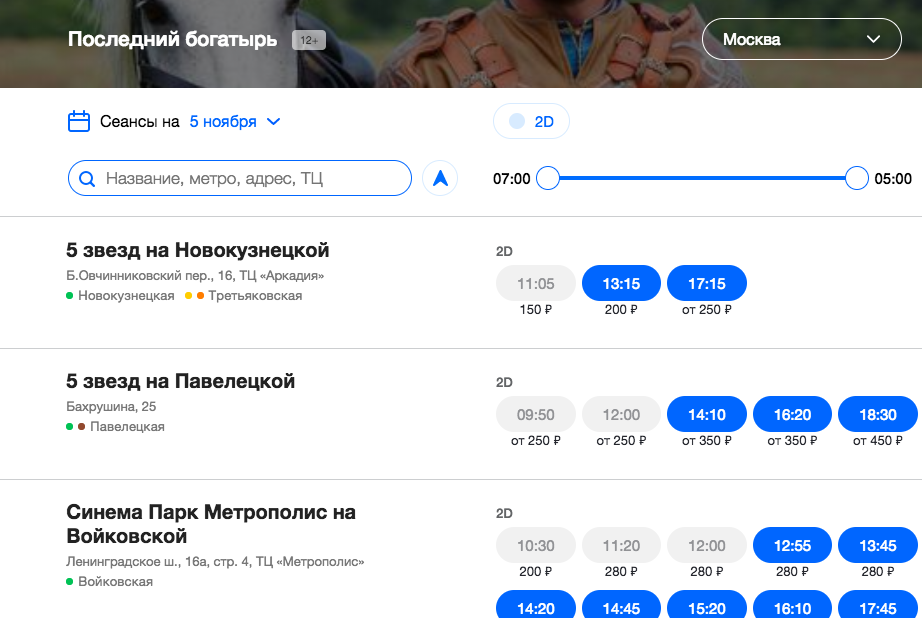 Последний богатырь 12+
Москва
Сеансы на 5 ноября
2D
Название, метро, адрес, ТЦ
07:00 05:00
5 звезд на Новокузнецкой
Б.Овчинниковский пер., 16, ТЦ «Аркадия»
Новокузнецкая Третьяковская
2D
11:05 13:15 17:15
150 ₽ 200 ₽ от 250 ₽
5 звезд на Павелецкой
Бахрушина, 25
Павелецкая
2D
09:50 12:00 14:10 16:20 18:30
от 250 ₽ от 250 ₽ от 350 ₽ от 350 ₽ от 450 ₽
Синема Парк Метрополис на
Войковской
Ленинградское ш., 16а, стр. 4, ТЦ «Метрополис»
Войковская
2D
10:30 11:20 12:00 12:55 13:45
200 ₽ 280 ₽ 280 ₽ 280 ₽ 280 ₽
14:20 14:45 15:20 16:10 17:45